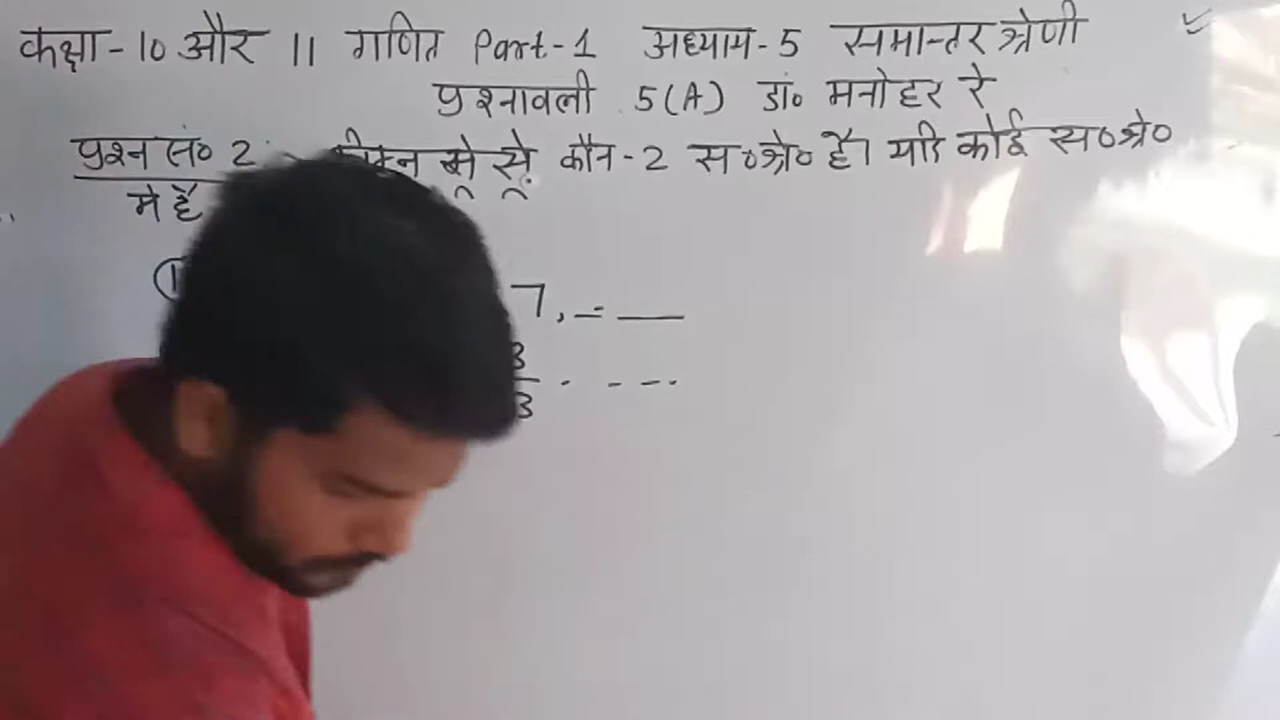 कक्षा-10 और 11 गणित Part-1 अध्याय-5 समान्तर श्रेणी
प्रश्नावली 5(A) डॉ० मनोहर रे
प्रश्न सं० 2 में से कौन-2 स०श्रे० है। यदि कोई स०श्रे०
में है
7, - - —
3/3 . - - - .